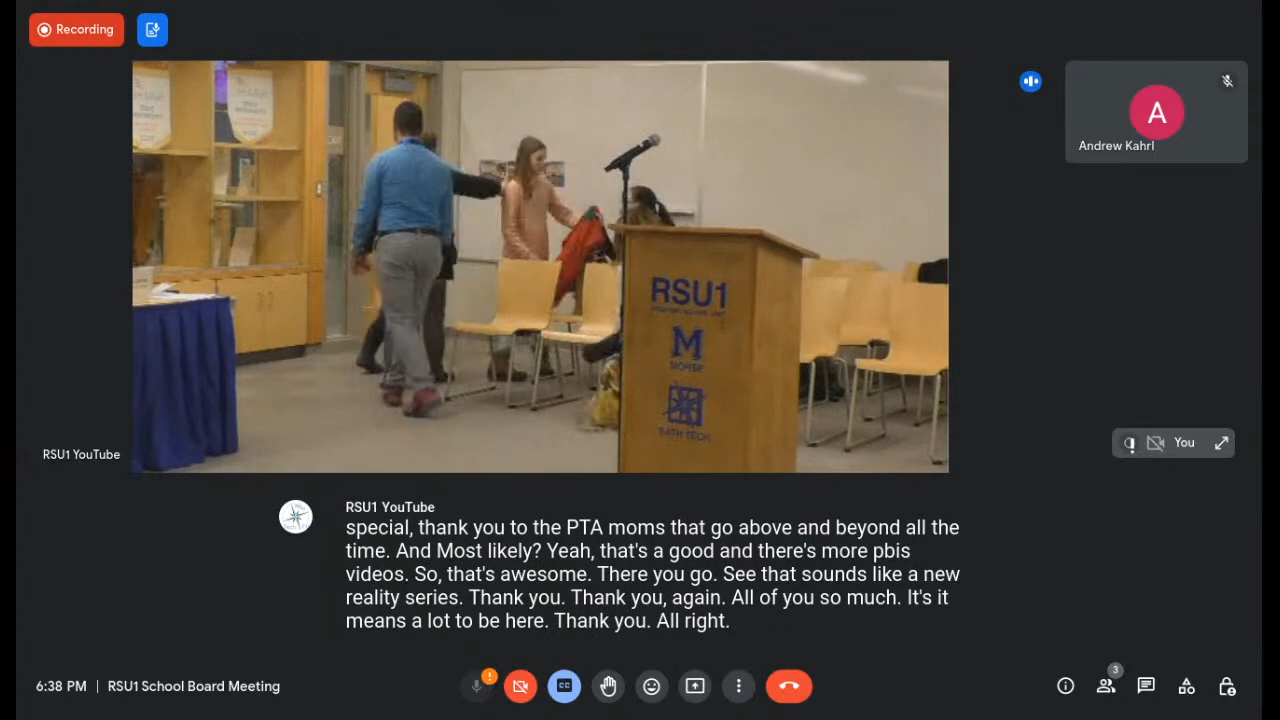 Recording
A
Andrew Kahrl
RSU1
M
MORSE
BATH TECH
RSU1 YouTube
You
RSU1 YouTube
special, thank you to the PTA moms that go above and beyond all the
time. And Most likely? Yeah, that's a good and there's more pbis
videos. So, that's awesome. There you go. See that sounds like a new
reality series. Thank you. Thank you, again. All of you so much. It's it
means a lot to be here. Thank you. All right.
6:38 PM | RSU1 School Board Meeting
CC
3